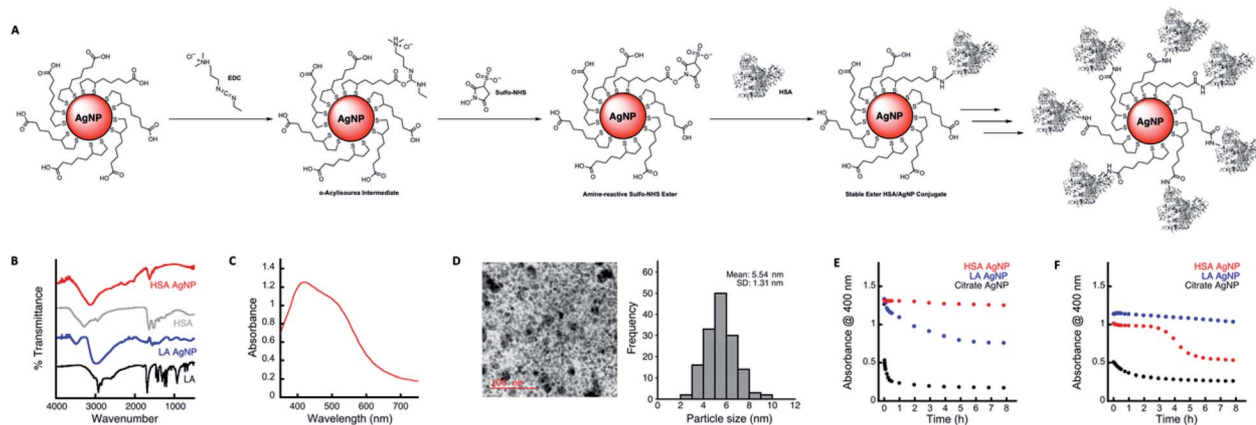 A
AgNP
Cl⁻
EDC
AgNP
Cl⁻
o-Acylisourea Intermediate
Sulfo-NHS
AgNP
Amine-reactive Sulfo-NHS Ester
HSA
AgNP
Stable Ester HSA/AgNP Conjugate
AgNP
B
HSA AgNP
HSA
LA AgNP
LA
% Transmittance
4000 3000 2000 1000
Wavenumber
C
1.4
1.2
1
0.8
0.6
0.4
0.2
Absorbance
400 500 600 700
Wavelength (nm)
D
100 nm
Mean: 5.54 nm
SD: 1.31 nm
60
50
40
30
20
10
0
Frequency
0 2 4 6 8 10 12
Particle size (nm)
E
HSA AgNP
LA AgNP
Citrate AgNP
1.5
1
0.5
0
Absorbance @ 400 nm
0 1 2 3 4 5 6 7 8
Time (h)
F
HSA AgNP
LA AgNP
Citrate AgNP
1.5
1
0.5
0
Absorbance @ 400 nm
0 1 2 3 4 5 6 7 8
Time (h)